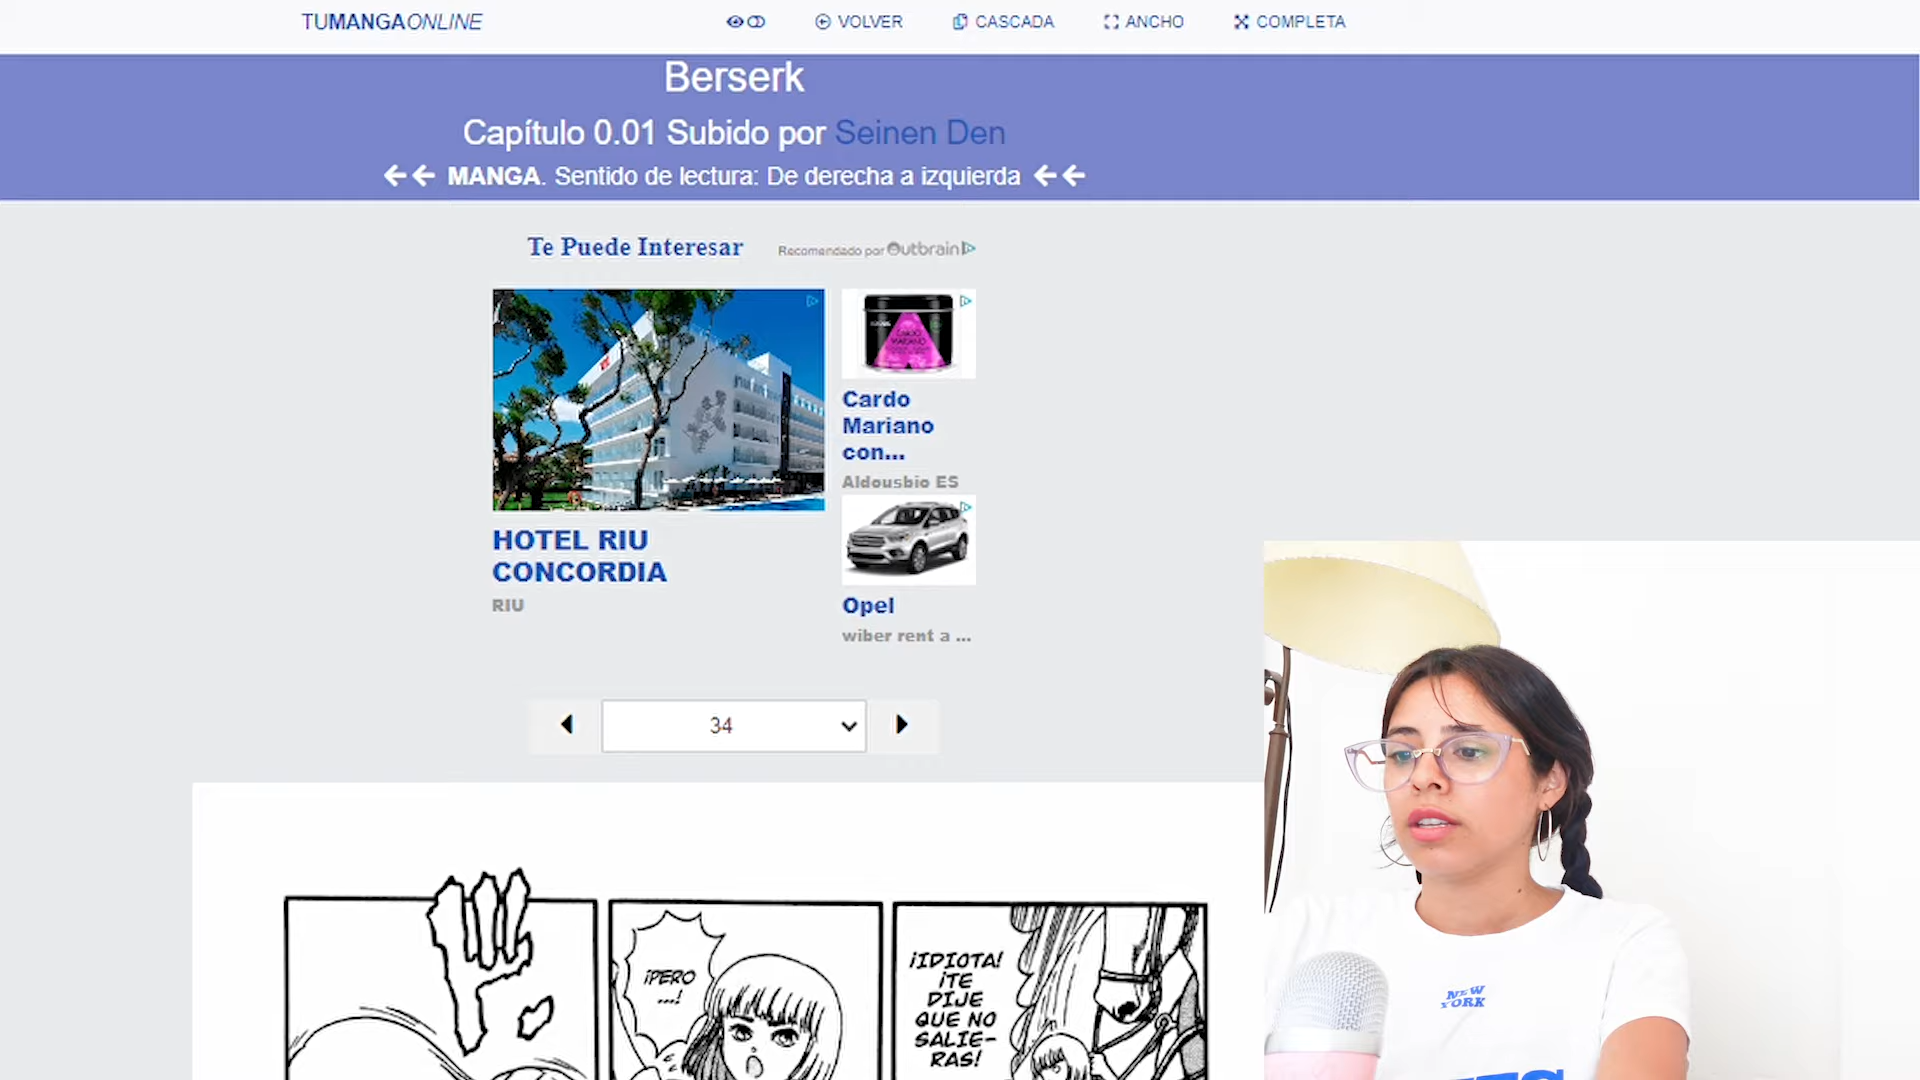 TUMANGAONLINE
VOLVER
CASCADA
ANCHO
COMPLETA
Berserk
Capítulo 0.01 Subido por Seinen Den
MANGA. Sentido de lectura: De derecha a izquierda
Te Puede Interesar
Recomendado por Outbrain
CARDO
MARIANO
Cardo
Mariano
con...
Aldousbio ES
HOTEL RIU
CONCORDIA
RIU
Opel
wiber rent a ...
34
¡PERO
...!
¡IDIOTA!
¡TE
DIJE
QUE NO
SALIE-
RAS!
NEW
YORK